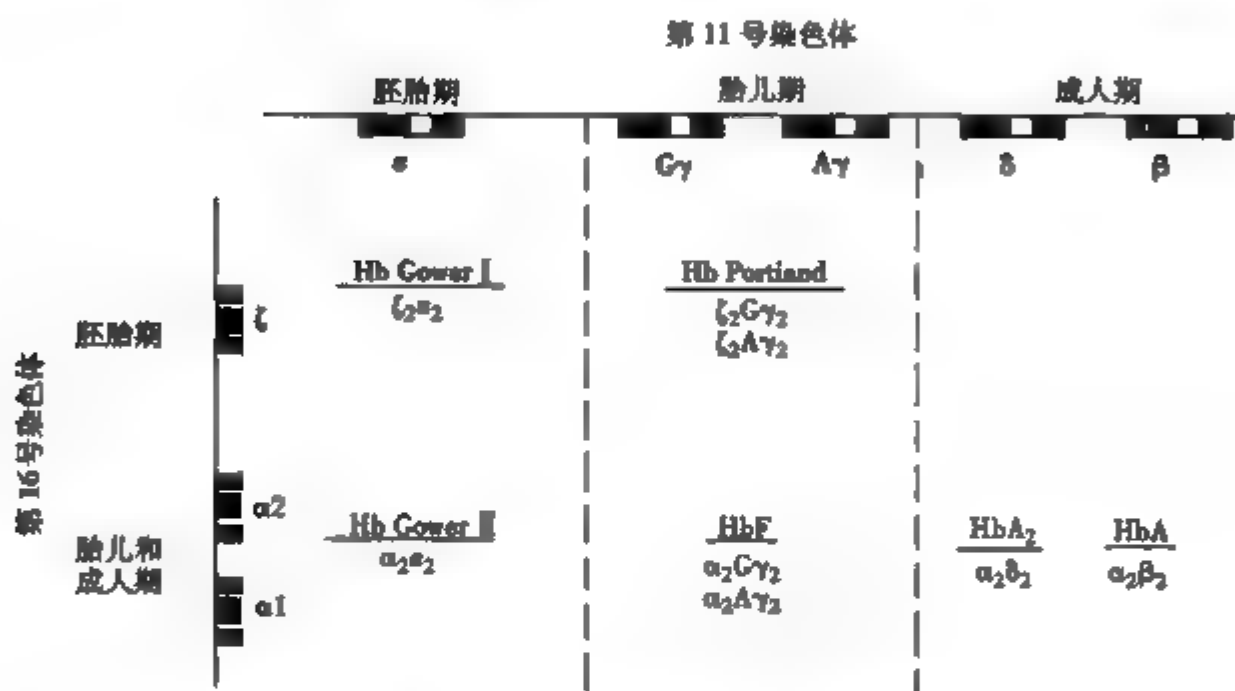 第 11 号染色体
胚胎期 胎儿期 成人期
ε Gγ Aγ δ β
Hb Gower Ⅰ Hb Portiand
ζ₂ε₂ ζ₂Gγ₂
ζ₂Aγ₂
胚胎期 ζ
第 16 号染色体
α2
胎儿和
成人期
α1
Hb Gower Ⅱ HbF HbA₂ HbA
α₂ε₂ α₂Gγ₂ α₂δ₂ α₂β₂
α₂Aγ₂